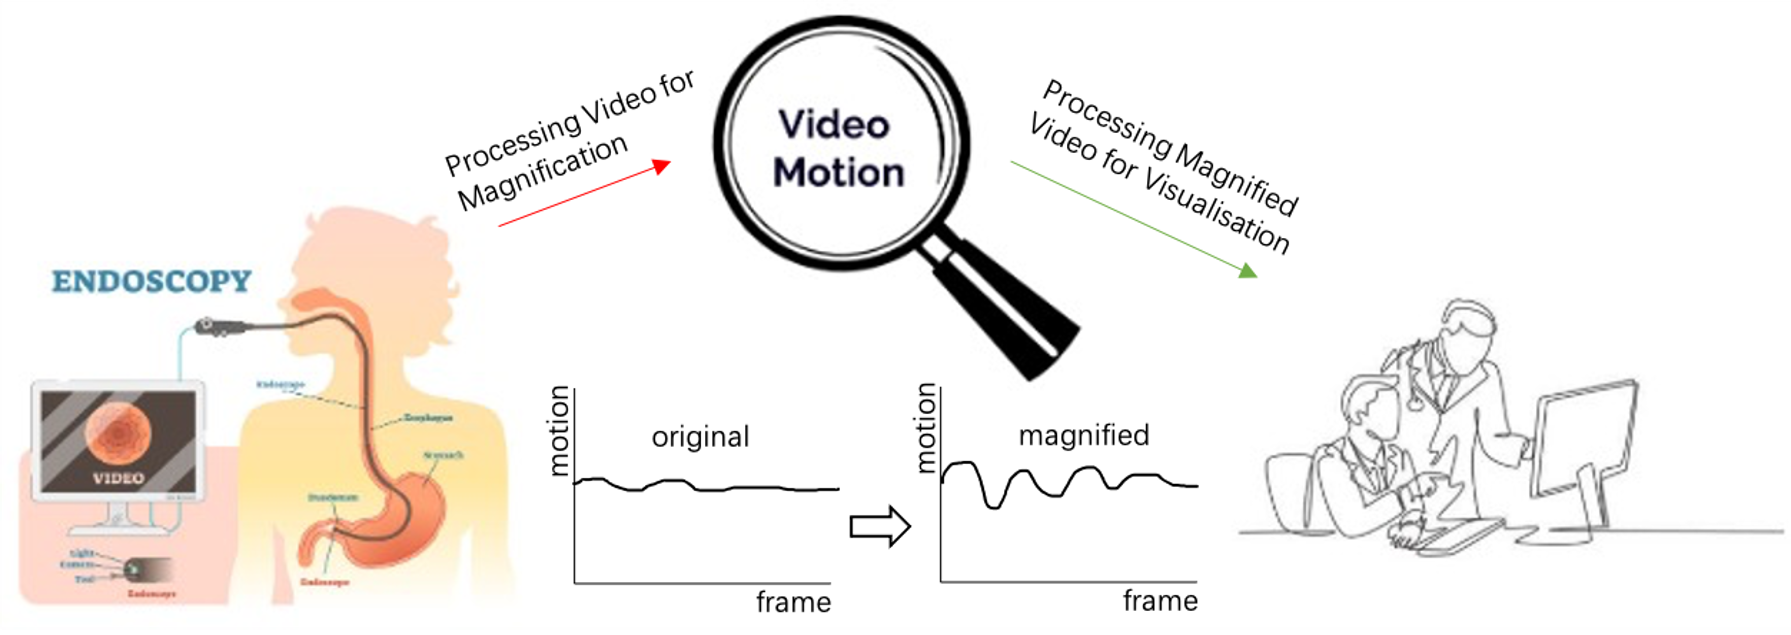 Processing Video for
Magnification
Video
Motion
Processing Magnified
Video for Visualisation
ENDOSCOPY
Endoscope
Esophagus
Stomach
Duodenum
Endoscope
VIDEO
Light
Camera
Tool
Endoscope
motion
original
frame
motion
magnified
frame